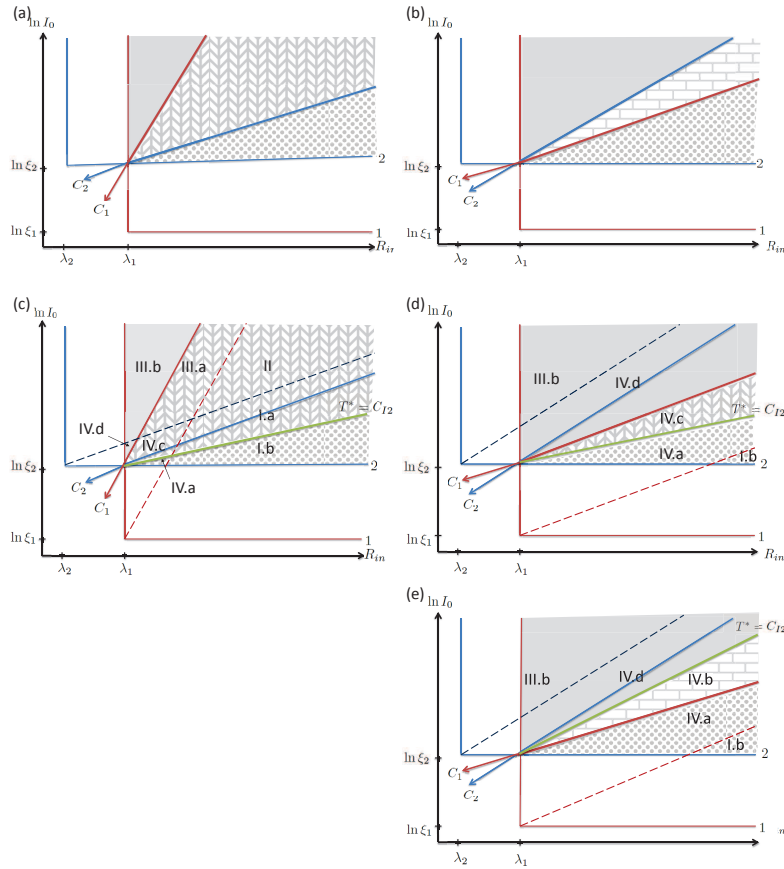 (a)
ln I₀
ln ξ₂
C₂
C₁
2
ln ξ₁
1
λ₂
λ₁
R_in
(b)
ln I₀
ln ξ₂
C₁
C₂
2
ln ξ₁
1
λ₂
λ₁
R_in
(c)
ln I₀
III.b
III.a
II
IV.d
I.a
T* = C_I2
IV.c
I.b
ln ξ₂
C₂
C₁
IV.a
2
ln ξ₁
1
λ₂
λ₁
R_in
(d)
ln I₀
III.b
IV.d
T* = C_I2
IV.c
IV.a
I.b
ln ξ₂
C₁
C₂
2
ln ξ₁
1
λ₂
λ₁
R_in
(e)
ln I₀
T* = C_I2
III.b
IV.d
IV.b
IV.a
I.b
ln ξ₂
C₁
C₂
2
ln ξ₁
1
λ₂
λ₁